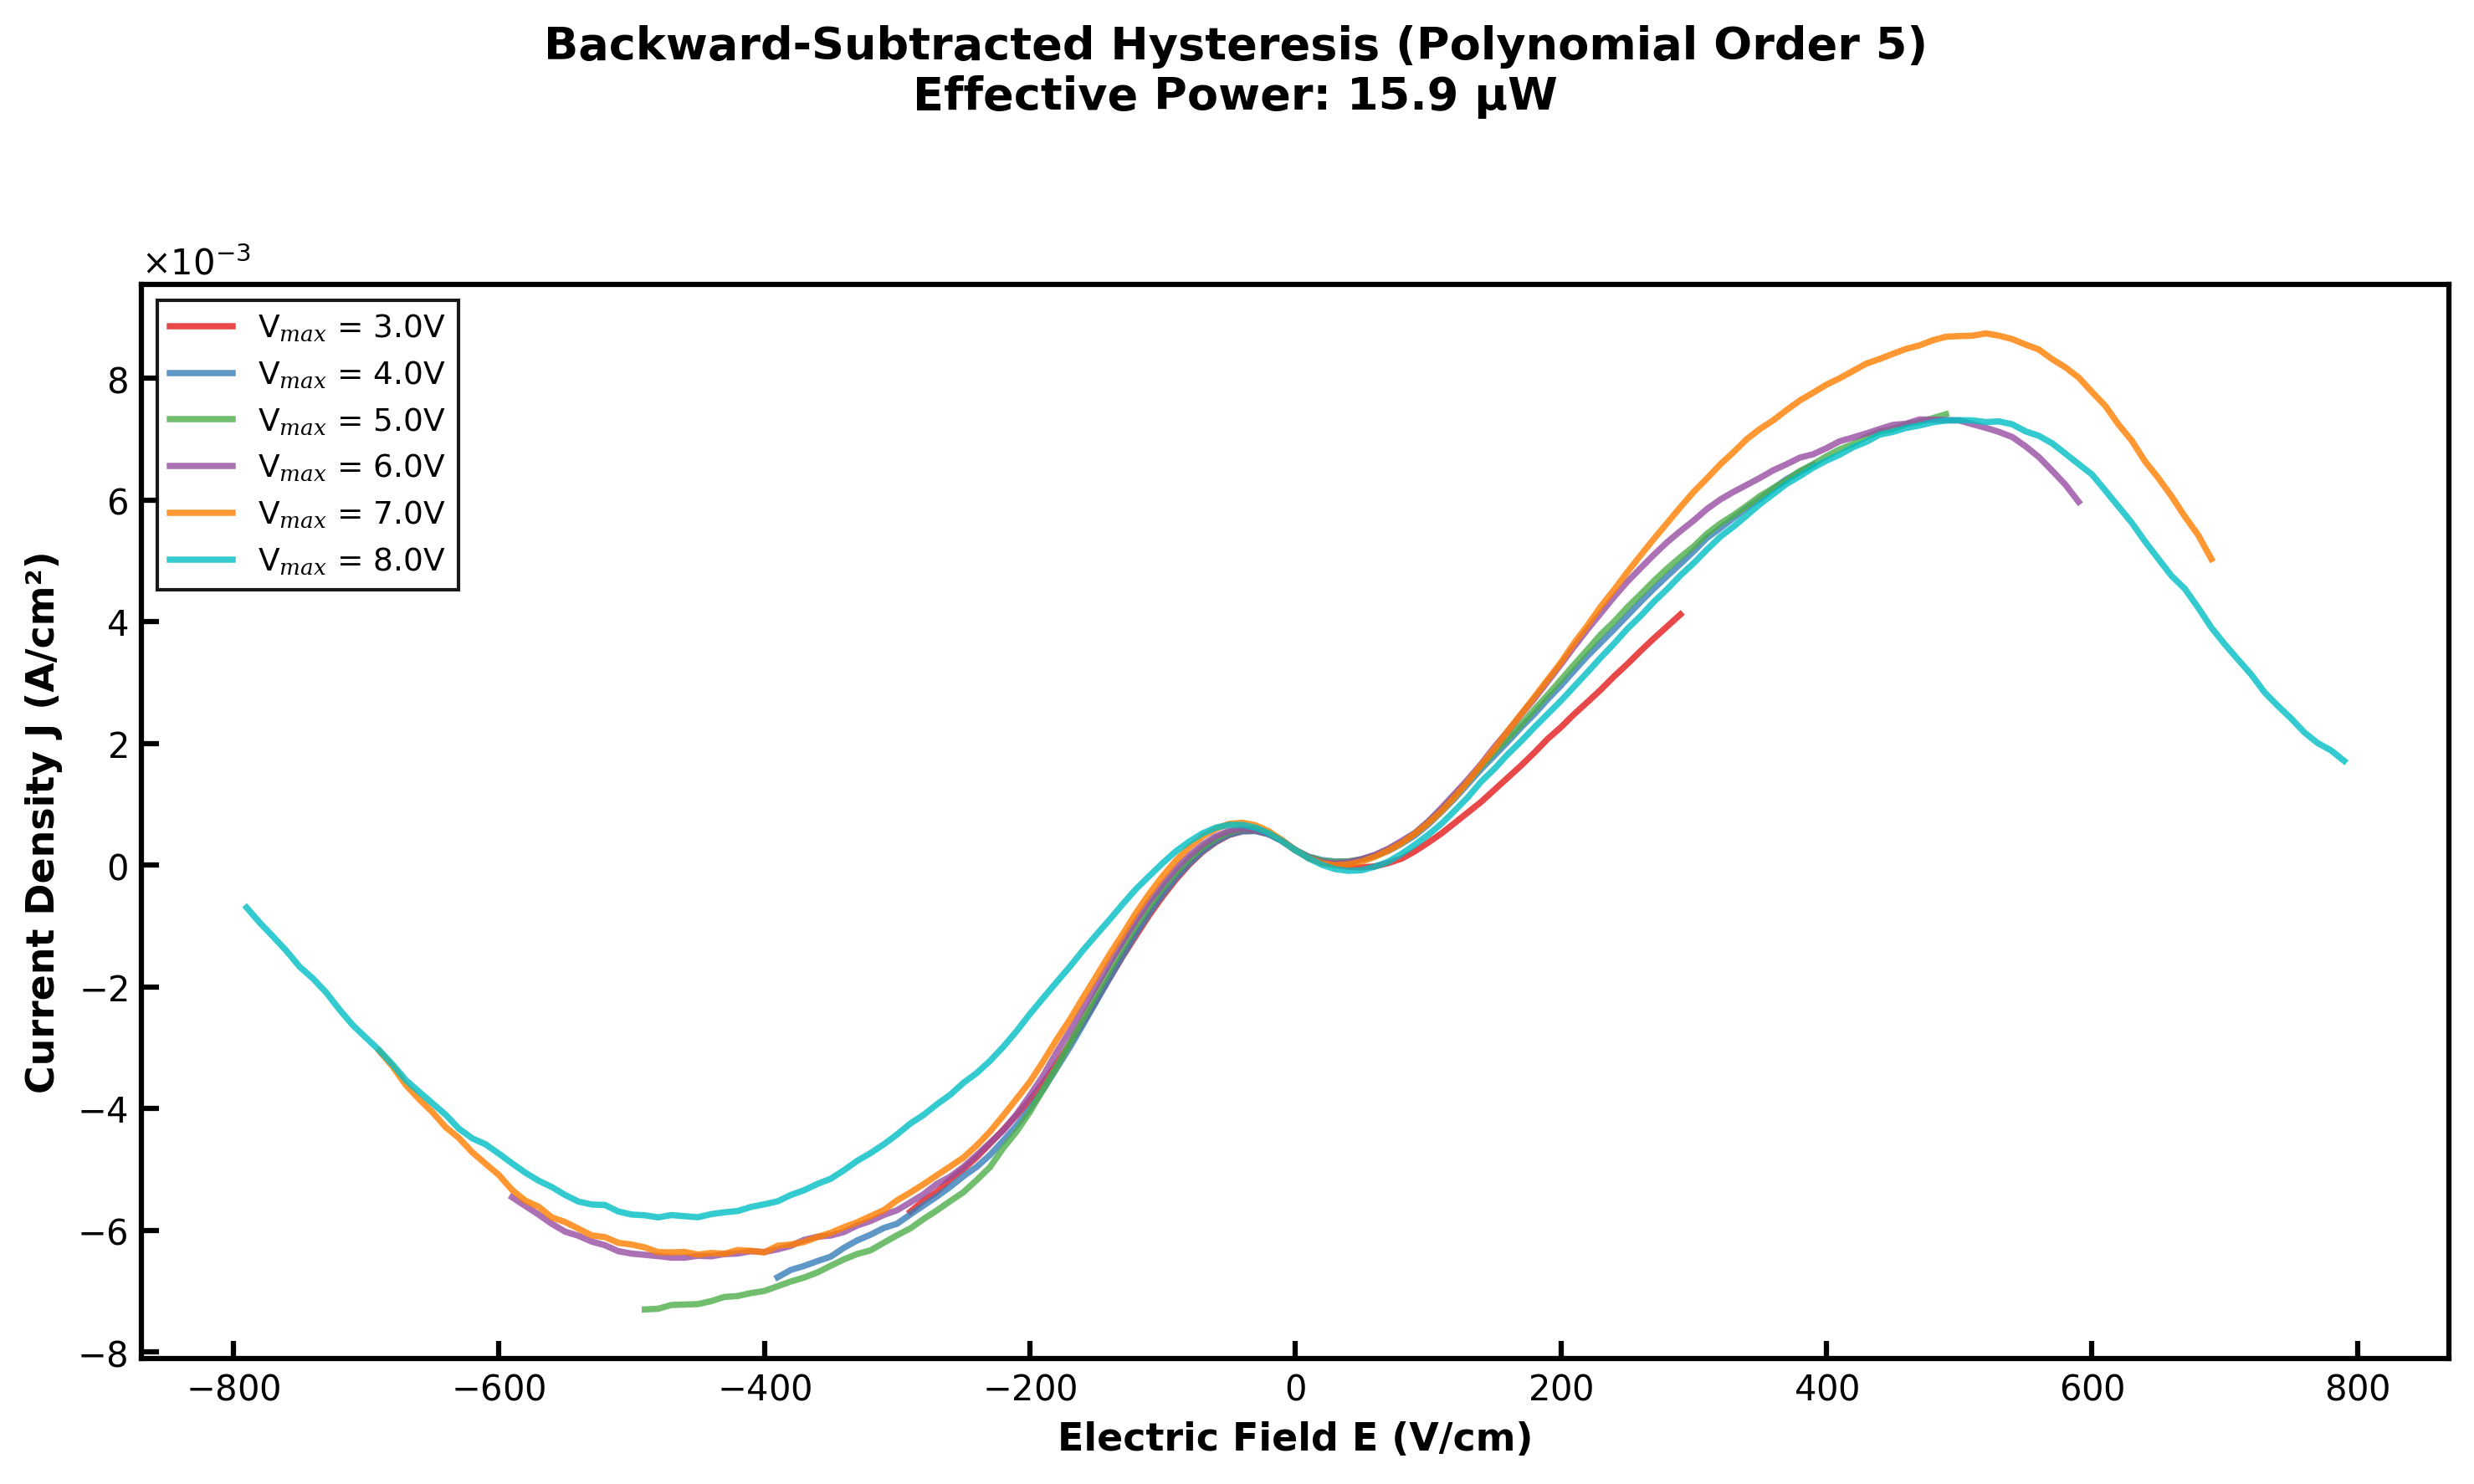 Backward-Subtracted Hysteresis (Polynomial Order 5)
Effective Power: 15.9 µW
×10⁻³
V_max = 3.0V
V_max = 4.0V
V_max = 5.0V
V_max = 6.0V
V_max = 7.0V
V_max = 8.0V
Current Density J (A/cm²)
8
6
4
2
0
−2
−4
−6
−8
−800 −600 −400 −200 0 200 400 600 800
Electric Field E (V/cm)